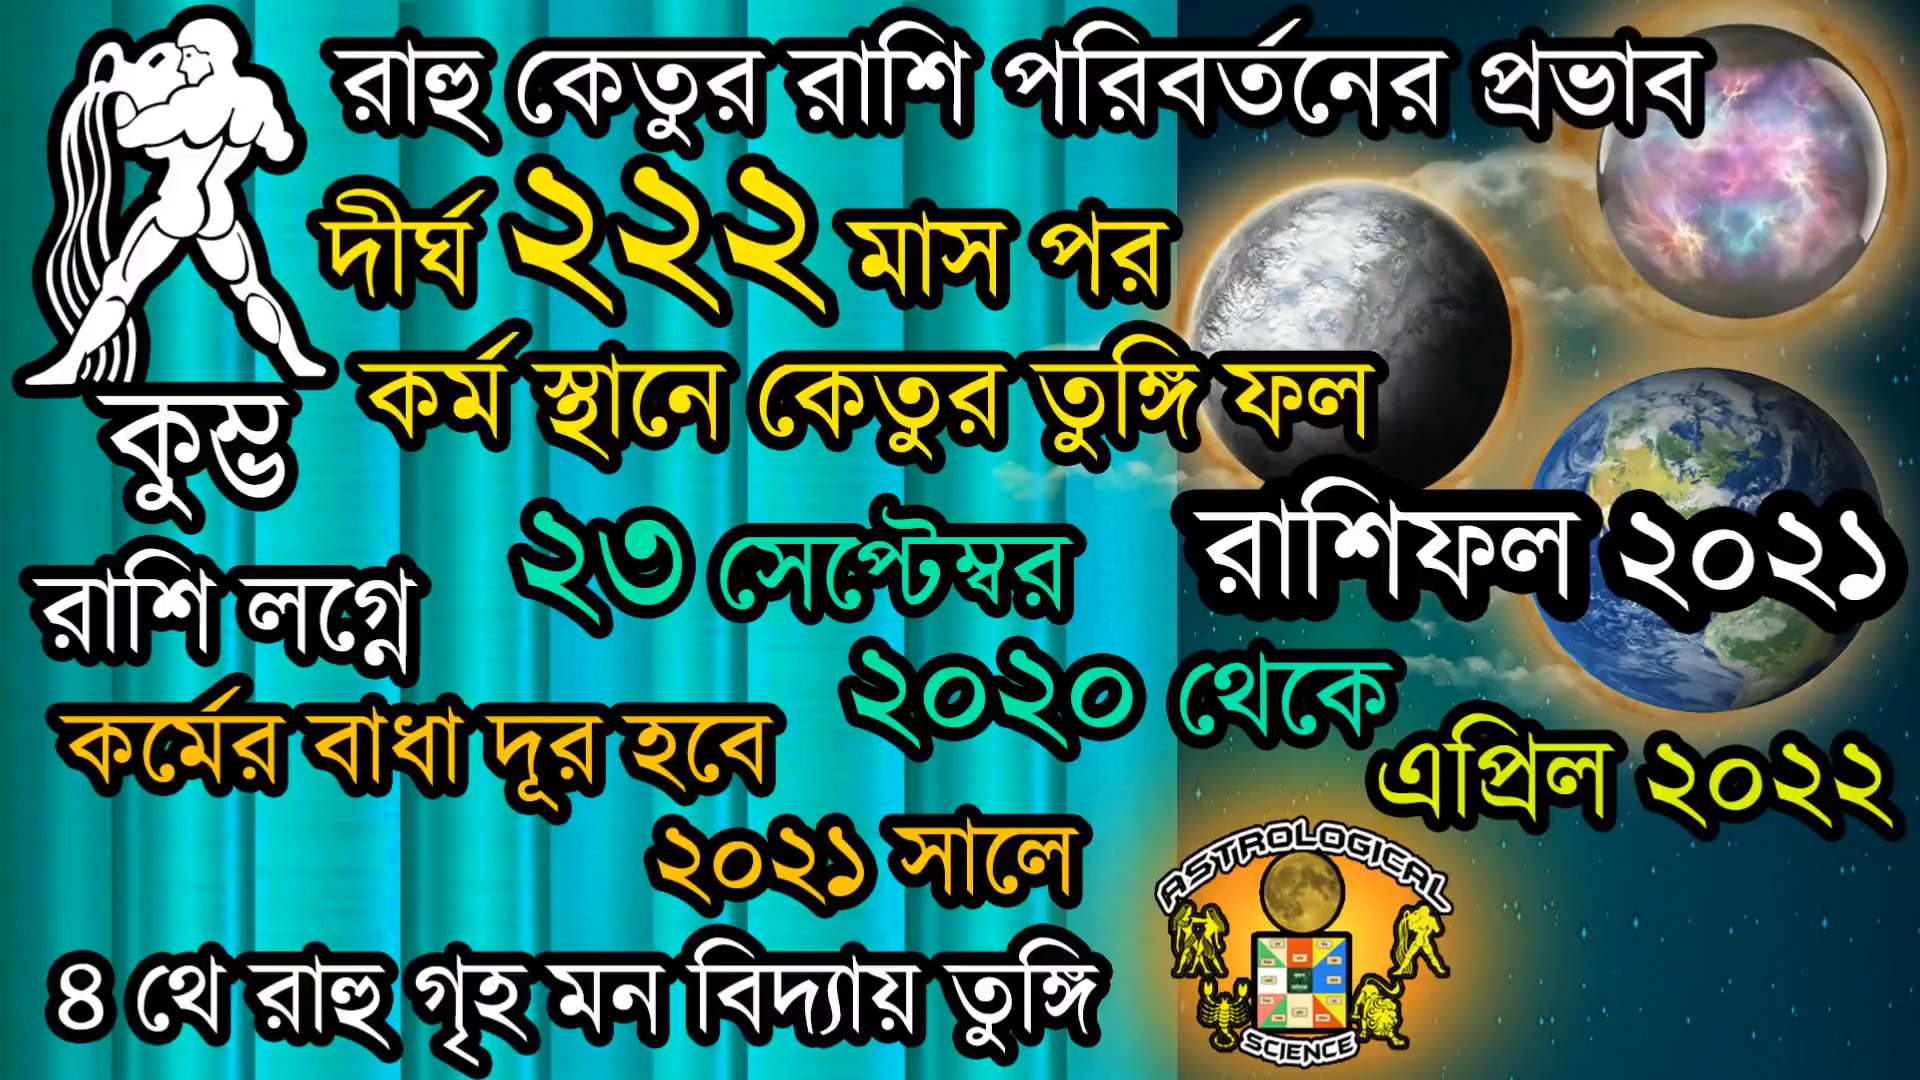 রাহু কেতুর রাশি পরিবর্তনের প্রভাব
দীর্ঘ ২২২ মাস পর
কর্ম স্থানে কেতুর তুঙ্গি ফল
কুম্ভ
রাশি লগ্নে
২৩ সেপ্টেম্বর
২০২০ থেকে
রাশিফল ২০২১
এপ্রিল ২০২২
কর্মের বাধা দূর হবে
২০২১ সালে
৪ থে রাহু গৃহ মন বিদ্যায় তুঙ্গি
ASTROLOGICAL
SCIENCE